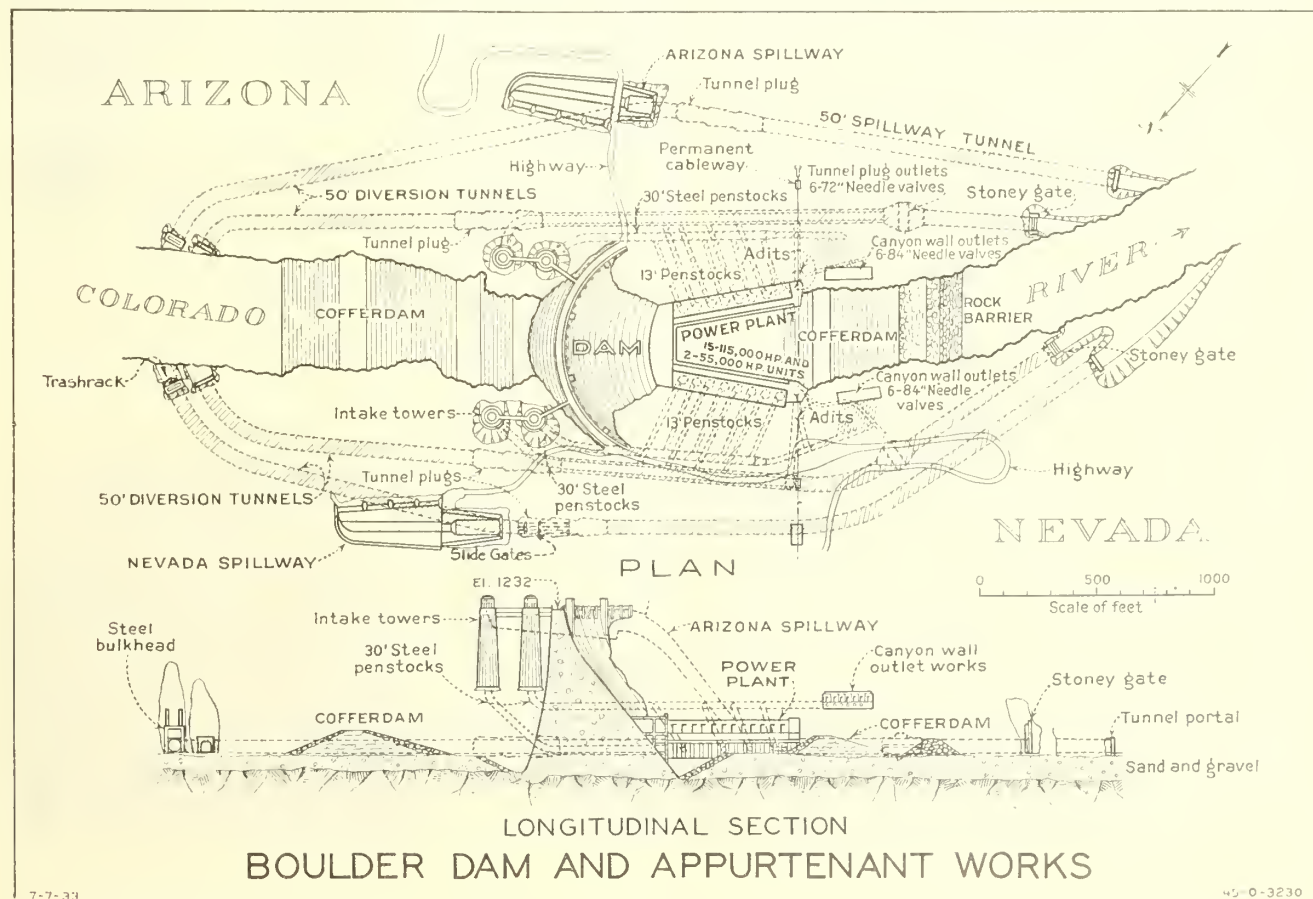 ARIZONA
ARIZONA SPILLWAY
Tunnel plug
50' SPILLWAY TUNNEL
Highway
Permanent
cableway
Tunnel plug outlets
6-72" Needle valves
50' DIVERSION TUNNELS
30' Steel penstocks
Stoney gate
Tunnel plug
Adits
Canyon wall outlets
6-84" Needle valves
13' Penstocks
COLORADO
RIVER
COFFERDAM
DAM
POWER PLANT
15-115,000 HP. AND
2-55,000 HP. UNITS
COFFERDAM
ROCK
BARRIER
Trashrack
Stoney gate
Canyon wall outlets
6-84" Needle
valves
Intake towers
13' Penstocks
Adits
Tunnel plugs
Highway
50' DIVERSION TUNNELS
30' Steel
penstocks
NEVADA
NEVADA SPILLWAY
Slide Gates
PLAN
0 500 1000
Scale of feet
El. 1232
Intake towers
ARIZONA SPILLWAY
Steel
bulkhead
30' Steel
penstocks
Canyon wall
outlet works
POWER
PLANT
Stoney gate
COFFERDAM
COFFERDAM
Tunnel portal
Sand and gravel
LONGITUDINAL SECTION
BOULDER DAM AND APPURTENANT WORKS
7-7-33
45-0-3230